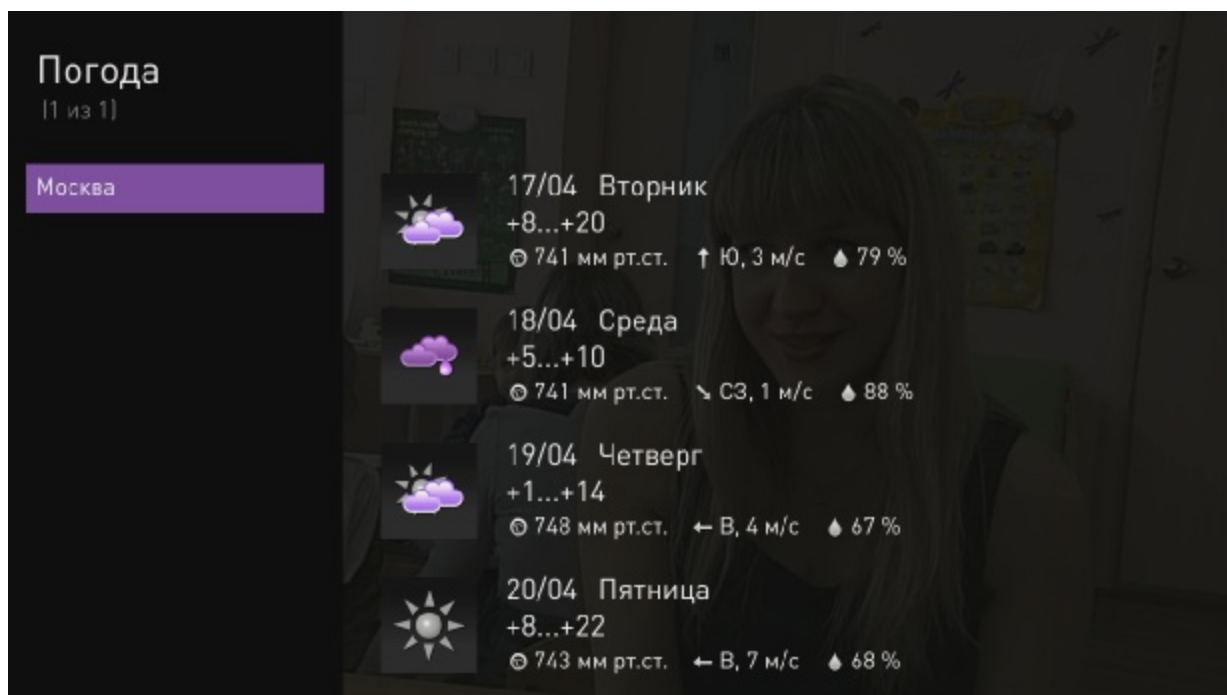 Погода
(1 из 1)
Москва
17/04 Вторник
+8...+20
741 мм рт.ст. ↑ Ю, 3 м/с 79 %
18/04 Среда
+5...+10
741 мм рт.ст. ↘ СЗ, 1 м/с 88 %
19/04 Четверг
+1...+14
748 мм рт.ст. ← В, 4 м/с 67 %
20/04 Пятница
+8...+22
743 мм рт.ст. ← В, 7 м/с 68 %